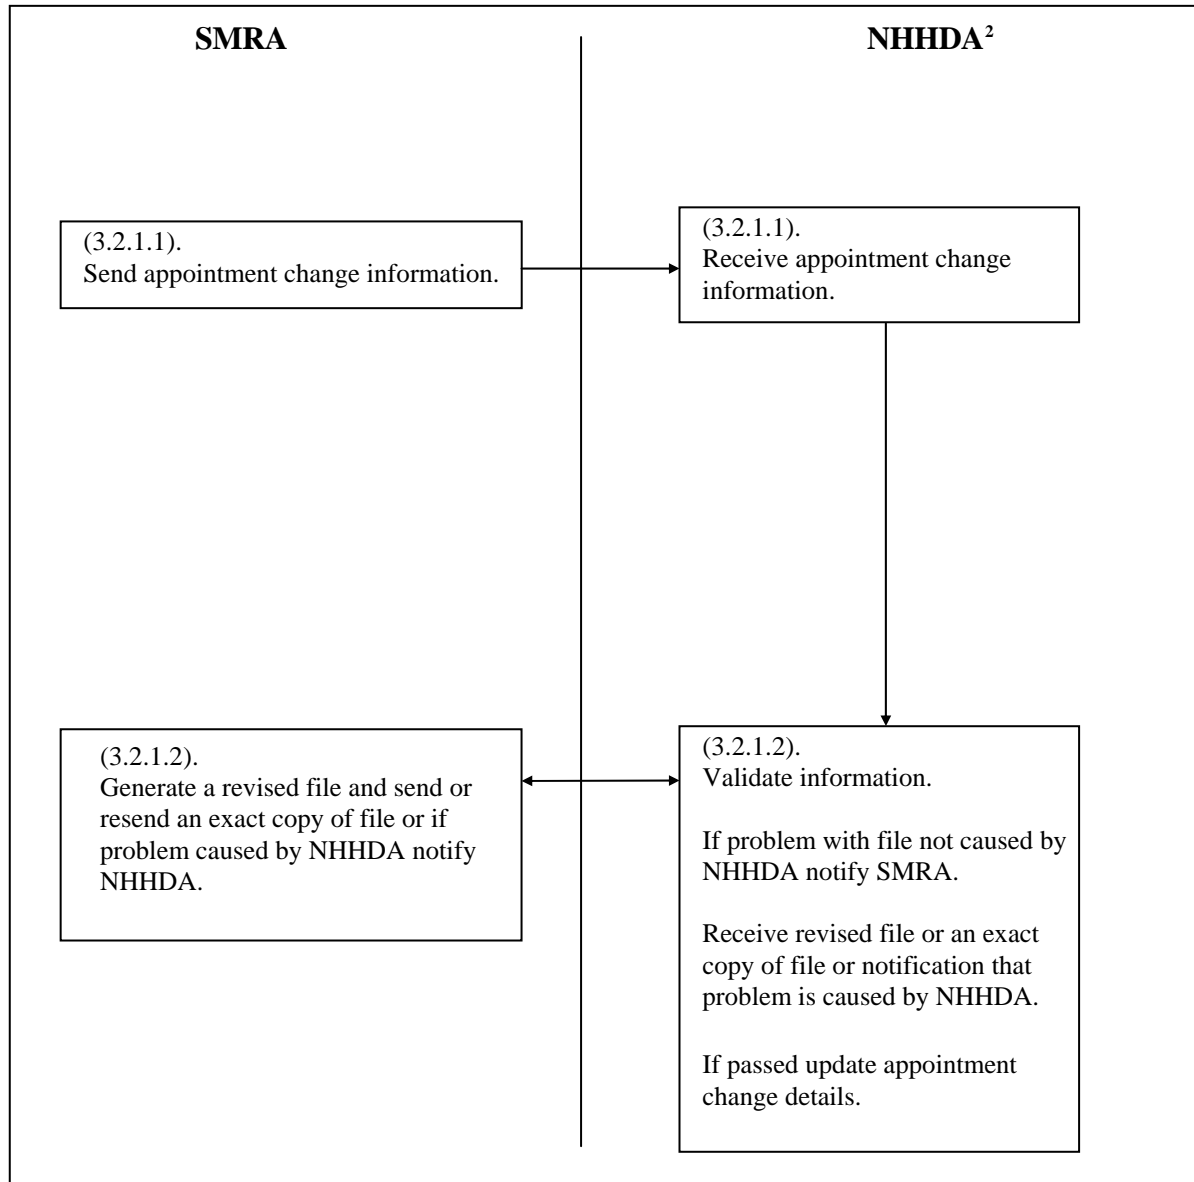 SMRA
NHHDA²
(3.2.1.1).
Send appointment change information.
(3.2.1.1).
Receive appointment change
information.
(3.2.1.2).
Generate a revised file and send or
resend an exact copy of file or if
problem caused by NHHDA notify
NHHDA.
(3.2.1.2).
Validate information.
If problem with file not caused by
NHHDA notify SMRA.
Receive revised file or an exact
copy of file or notification that
problem is caused by NHHDA.
If passed update appointment
change details.